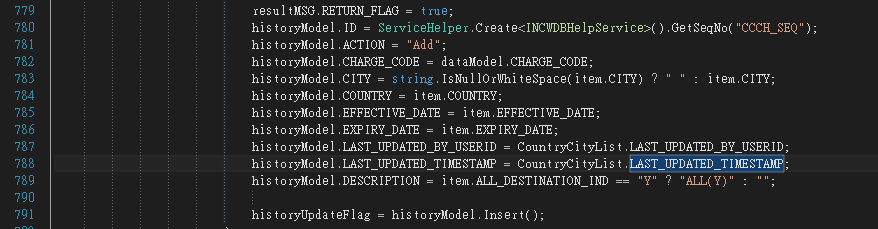 779 resultMSG.RETURN_FLAG = true;
780 historyModel.ID = ServiceHelper.Create<INCWDBHelpService>().GetSeqNo("CCCH_SEQ");
781 historyModel.ACTION = "Add";
782 historyModel.CHARGE_CODE = dataModel.CHARGE_CODE;
783 historyModel.CITY = string.IsNullOrWhiteSpace(item.CITY) ? " " : item.CITY;
784 historyModel.COUNTRY = item.COUNTRY;
785 historyModel.EFFECTIVE_DATE = item.EFFECTIVE_DATE;
786 historyModel.EXPIRY_DATE = item.EXPIRY_DATE;
787 historyModel.LAST_UPDATED_BY_USERID = CountryCityList.LAST_UPDATED_BY_USERID;
788 historyModel.LAST_UPDATED_TIMESTAMP = CountryCityList.LAST_UPDATED_TIMESTAMP;
789 historyModel.DESCRIPTION = item.ALL_DESTINATION_IND == "Y" ? "ALL(Y)" : "";
790
791 historyUpdateFlag = historyModel.Insert();